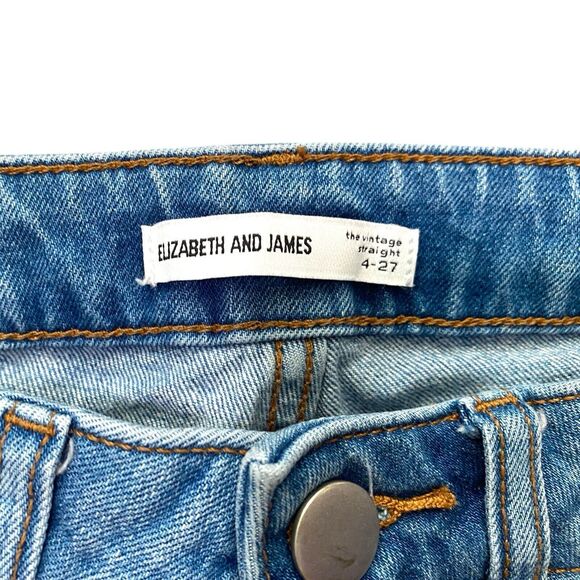 ELIZABETH AND JAMES
the vintage
straight
4-27